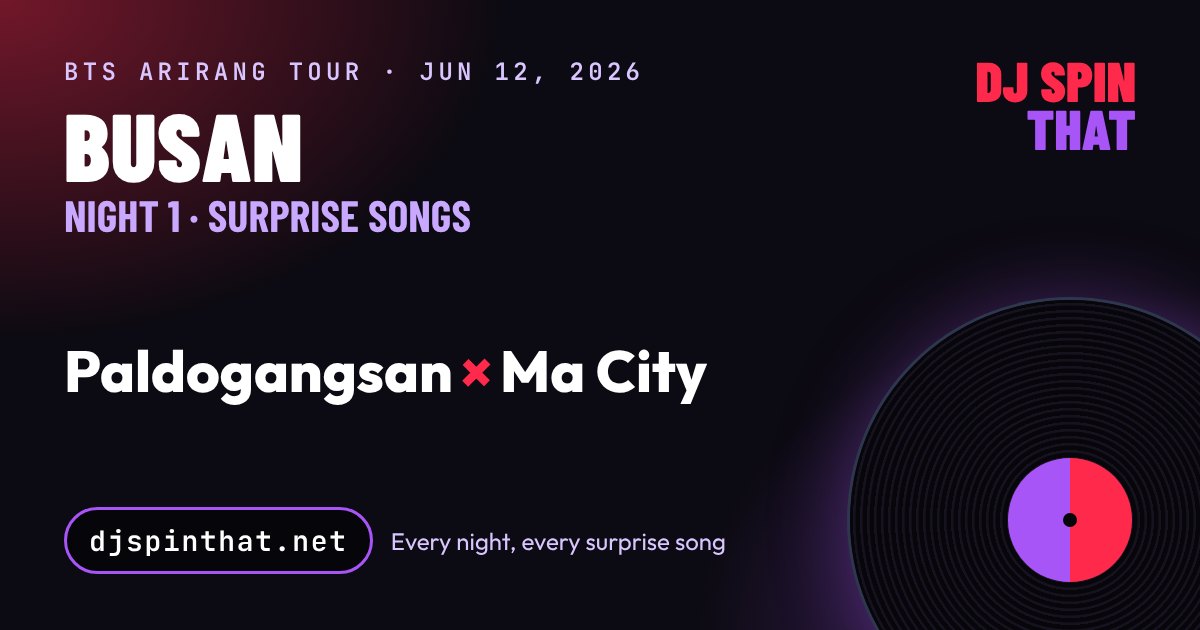 BTS ARIRANG TOUR · JUN 12, 2026
DJ SPIN
THAT
BUSAN
NIGHT 1 · SURPRISE SONGS
Paldogangsan × Ma City
djspinthat.net
Every night, every surprise song